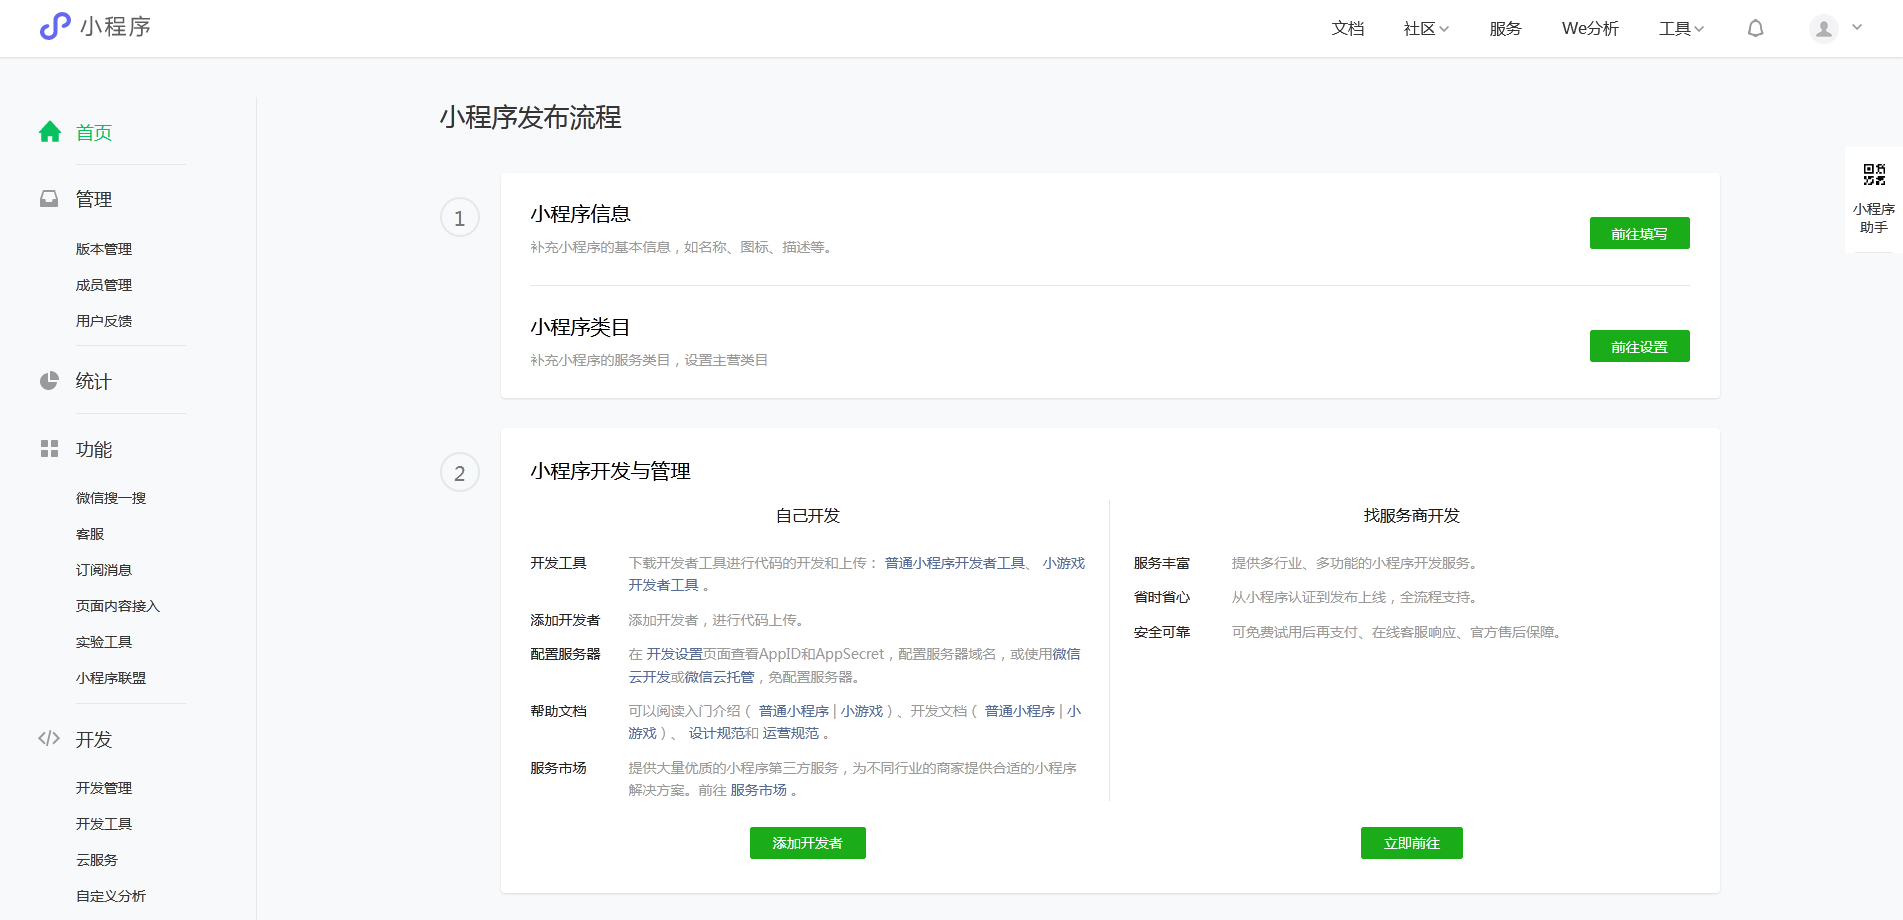 小程序
文档 社区 服务 We分析 工具
首页
管理
版本管理
成员管理
用户反馈
统计
功能
微信搜一搜
客服
订阅消息
页面内容接入
实验工具
小程序联盟
开发
开发管理
开发工具
云服务
自定义分析
小程序发布流程
1
小程序信息
补充小程序的基本信息，如名称、图标、描述等。
前往填写
小程序类目
补充小程序的服务类目，设置主营类目
前往设置
2
小程序开发与管理
自己开发
开发工具 下载开发者工具进行代码的开发和上传： 普通小程序开发者工具、 小游戏
开发者工具 。
添加开发者 添加开发者，进行代码上传。
配置服务器 在 开发设置页面查看AppID和AppSecret，配置服务器域名，或使用微信
云开发或微信云托管，免配置服务器。
帮助文档 可以阅读入门介绍（ 普通小程序 | 小游戏 ）、开发文档（ 普通小程序 | 小
游戏 ）、 设计规范和 运营规范 。
服务市场 提供大量优质的小程序第三方服务，为不同行业的商家提供合适的小程序
解决方案。前往 服务市场 。
添加开发者
找服务商开发
服务丰富 提供多行业、多功能的小程序开发服务。
省时省心 从小程序认证到发布上线，全流程支持。
安全可靠 可免费试用后再支付、在线客服响应、官方售后保障。
立即前往
小程序
助手